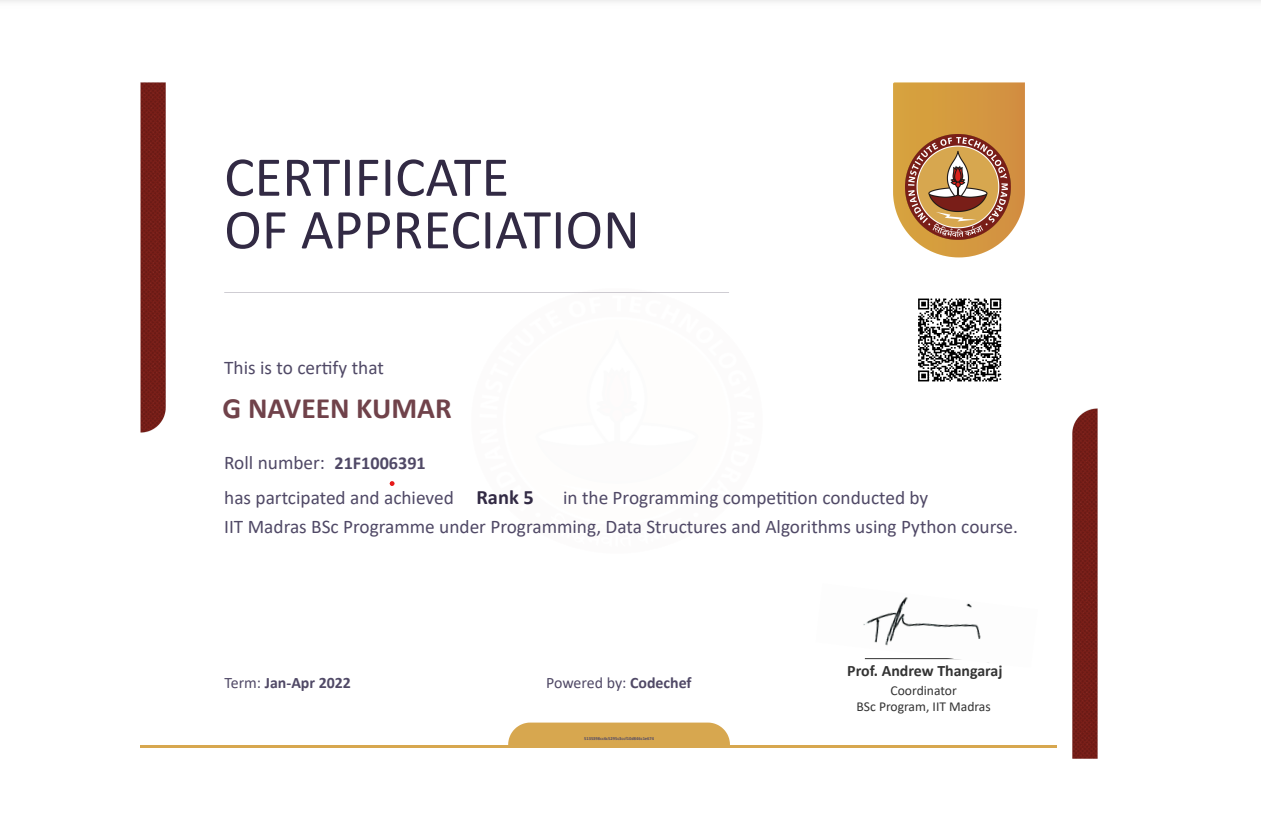 CERTIFICATE
OF APPRECIATION
INDIAN INSTITUTE OF TECHNOLOGY MADRAS
सिद्धिर्भवति कर्मजा
This is to certify that
G NAVEEN KUMAR
Roll number: 21F1006391
has partcipated and achieved Rank 5 in the Programming competition conducted by
IIT Madras BSc Programme under Programming, Data Structures and Algorithms using Python course.
Term: Jan-Apr 2022
Powered by: Codechef
Prof. Andrew Thangaraj
Coordinator
BSc Program, IIT Madras